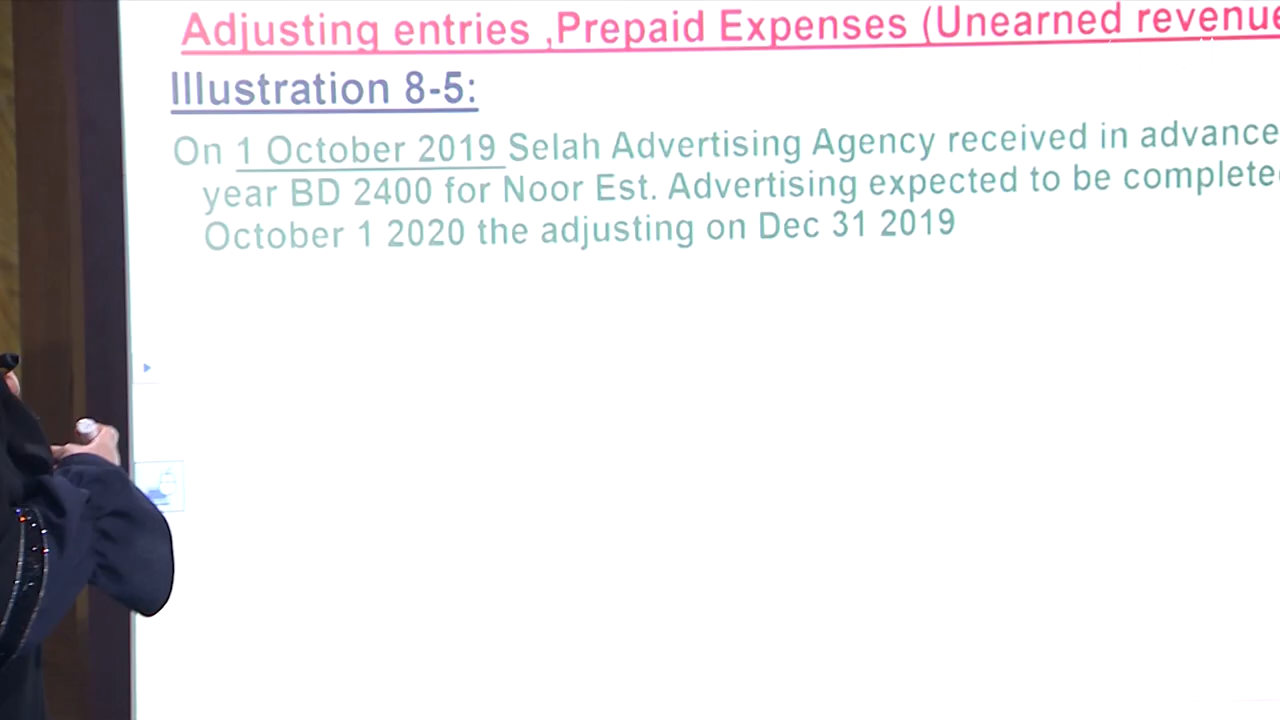 Adjusting entries ,Prepaid Expenses (Unearned revenue
Illustration 8-5:
On 1 October 2019 Selah Advertising Agency received in advance
year BD 2400 for Noor Est. Advertising expected to be complete
October 1 2020 the adjusting on Dec 31 2019